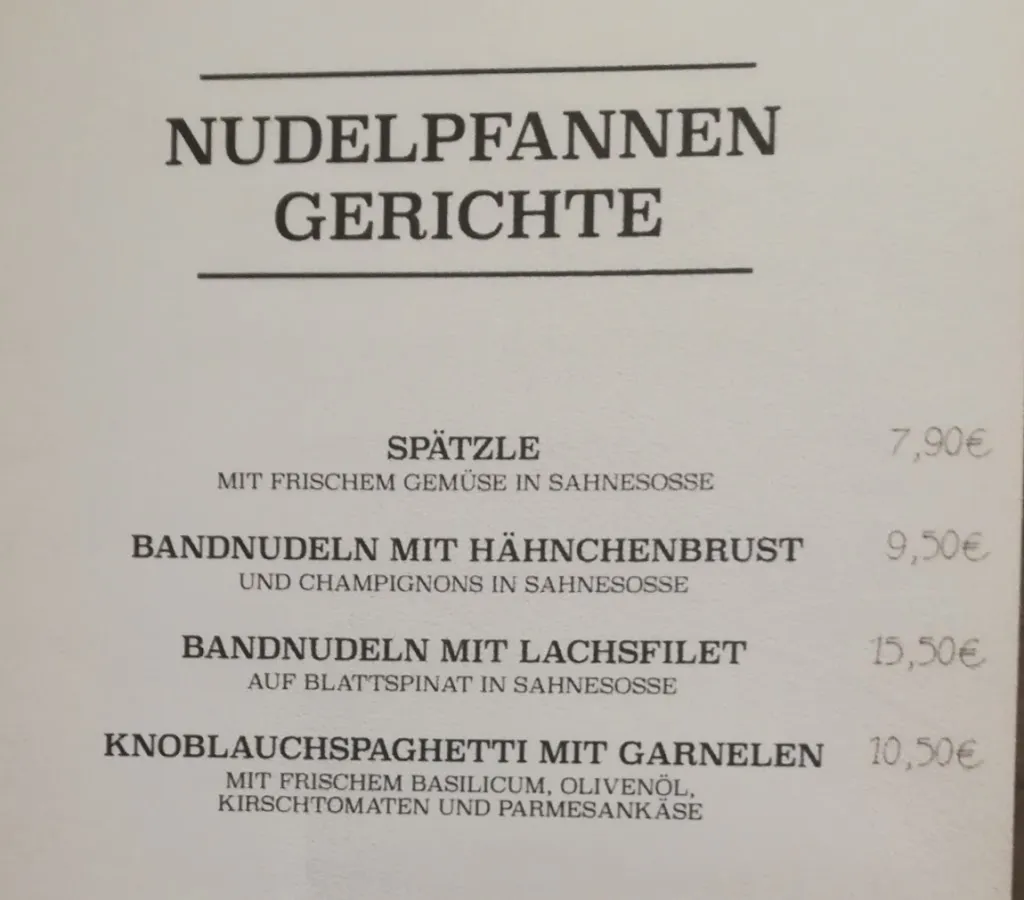 NUDELPFANNEN
GERICHTE
SPÄTZLE 7,90€
MIT FRISCHEM GEMÜSE IN SAHNESOSSE
BANDNUDELN MIT HÄHNCHENBRUST 9,50€
UND CHAMPIGNONS IN SAHNESOSSE
BANDNUDELN MIT LACHSFILET 15,50€
AUF BLATTSPINAT IN SAHNESOSSE
KNOBLAUCHSPAGHETTI MIT GARNELEN 10,50€
MIT FRISCHEM BASILICUM, OLIVENÖL,
KIRSCHTOMATEN UND PARMESANKÄSE